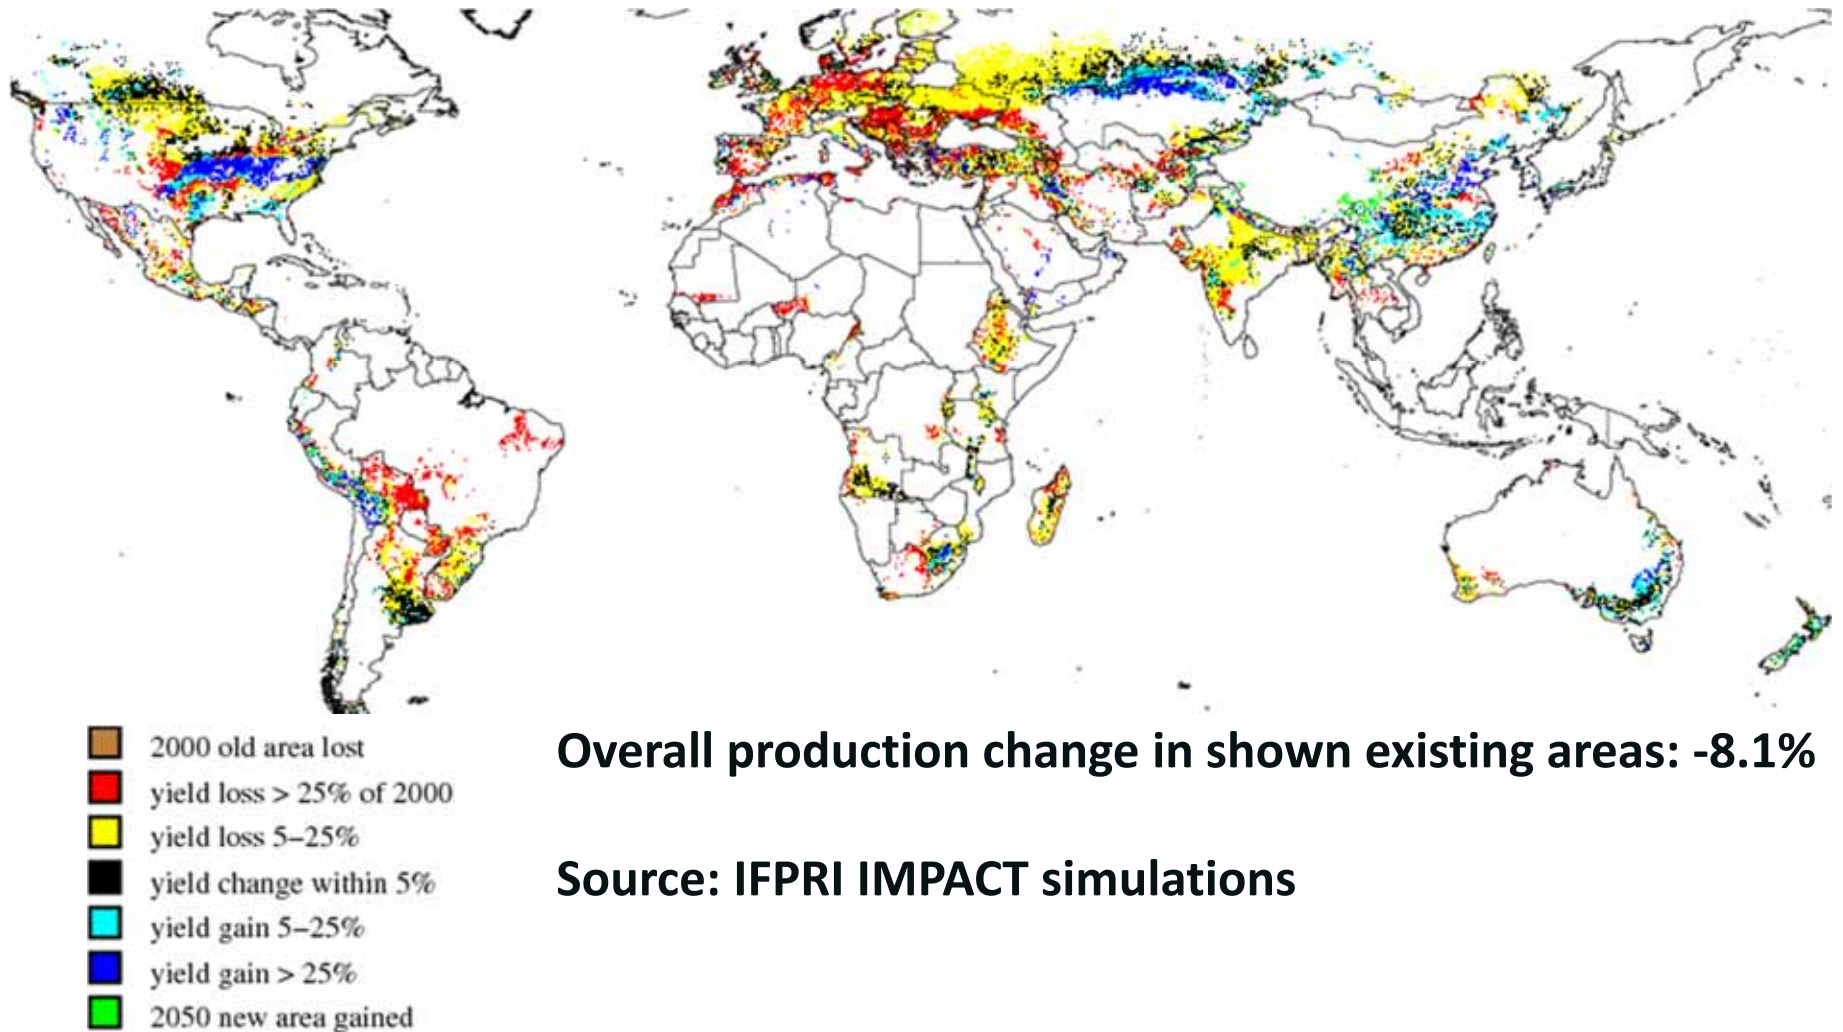 2000 old area lost
yield loss > 25% of 2000
yield loss 5–25%
yield change within 5%
yield gain 5–25%
yield gain > 25%
2050 new area gained
Overall production change in shown existing areas: -8.1%
Source: IFPRI IMPACT simulations